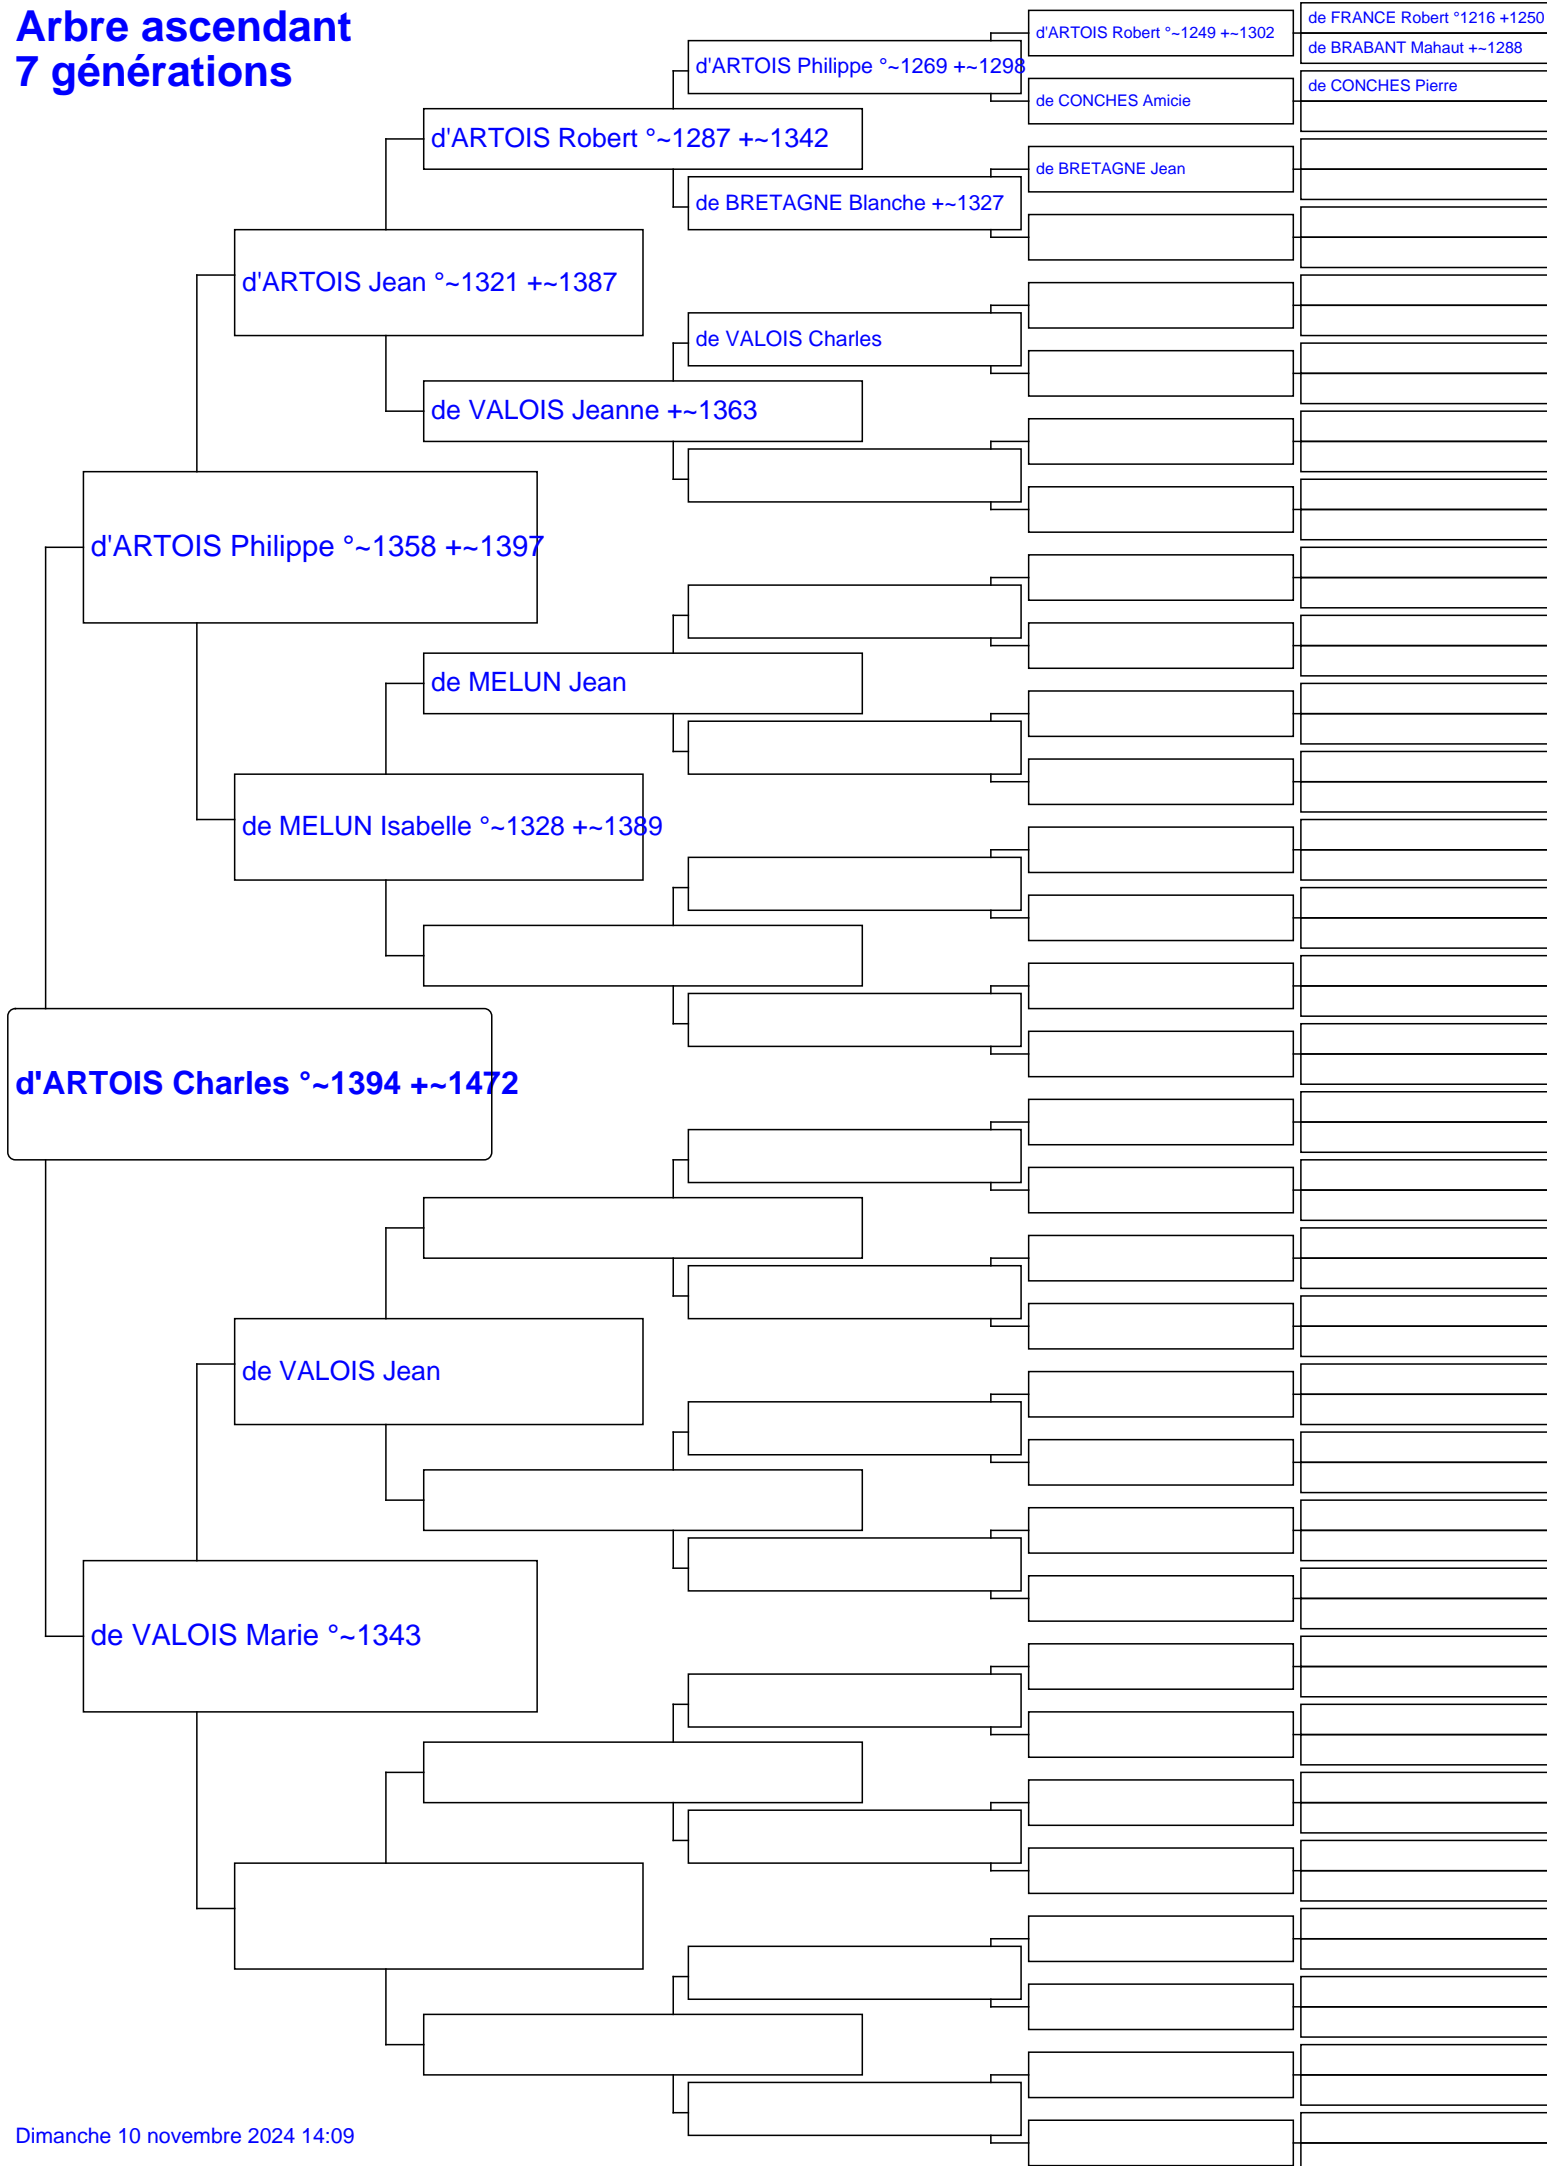 Arbre ascendant
7 générations
de FRANCE Robert °1216 +1250
d'ARTOIS Robert °~1249 +~1302
de BRABANT Mahaut +~1288
d'ARTOIS Philippe °~1269 +~1298
de CONCHES Pierre
de CONCHES Amicie
d'ARTOIS Robert °~1287 +~1342
de BRETAGNE Jean
de BRETAGNE Blanche +~1327
d'ARTOIS Jean °~1321 +~1387
de VALOIS Charles
de VALOIS Jeanne +~1363
d'ARTOIS Philippe °~1358 +~1397
de MELUN Jean
de MELUN Isabelle °~1328 +~1389
d'ARTOIS Charles °~1394 +~1472
de VALOIS Jean
de VALOIS Marie °~1343
Dimanche 10 novembre 2024 14:09